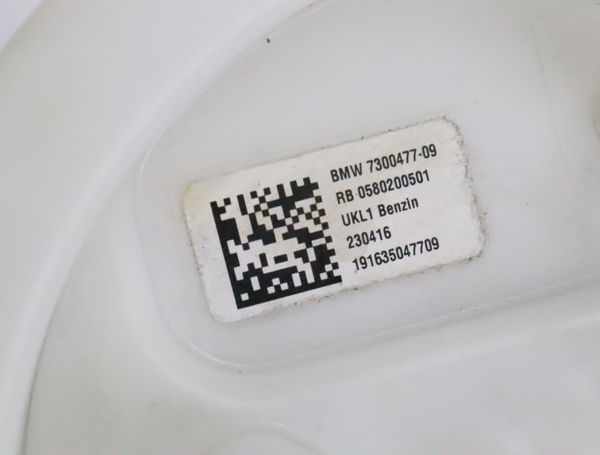 BMW 7300477-09
RB 0580200501
UKL1 Benzin
230416
191635047709